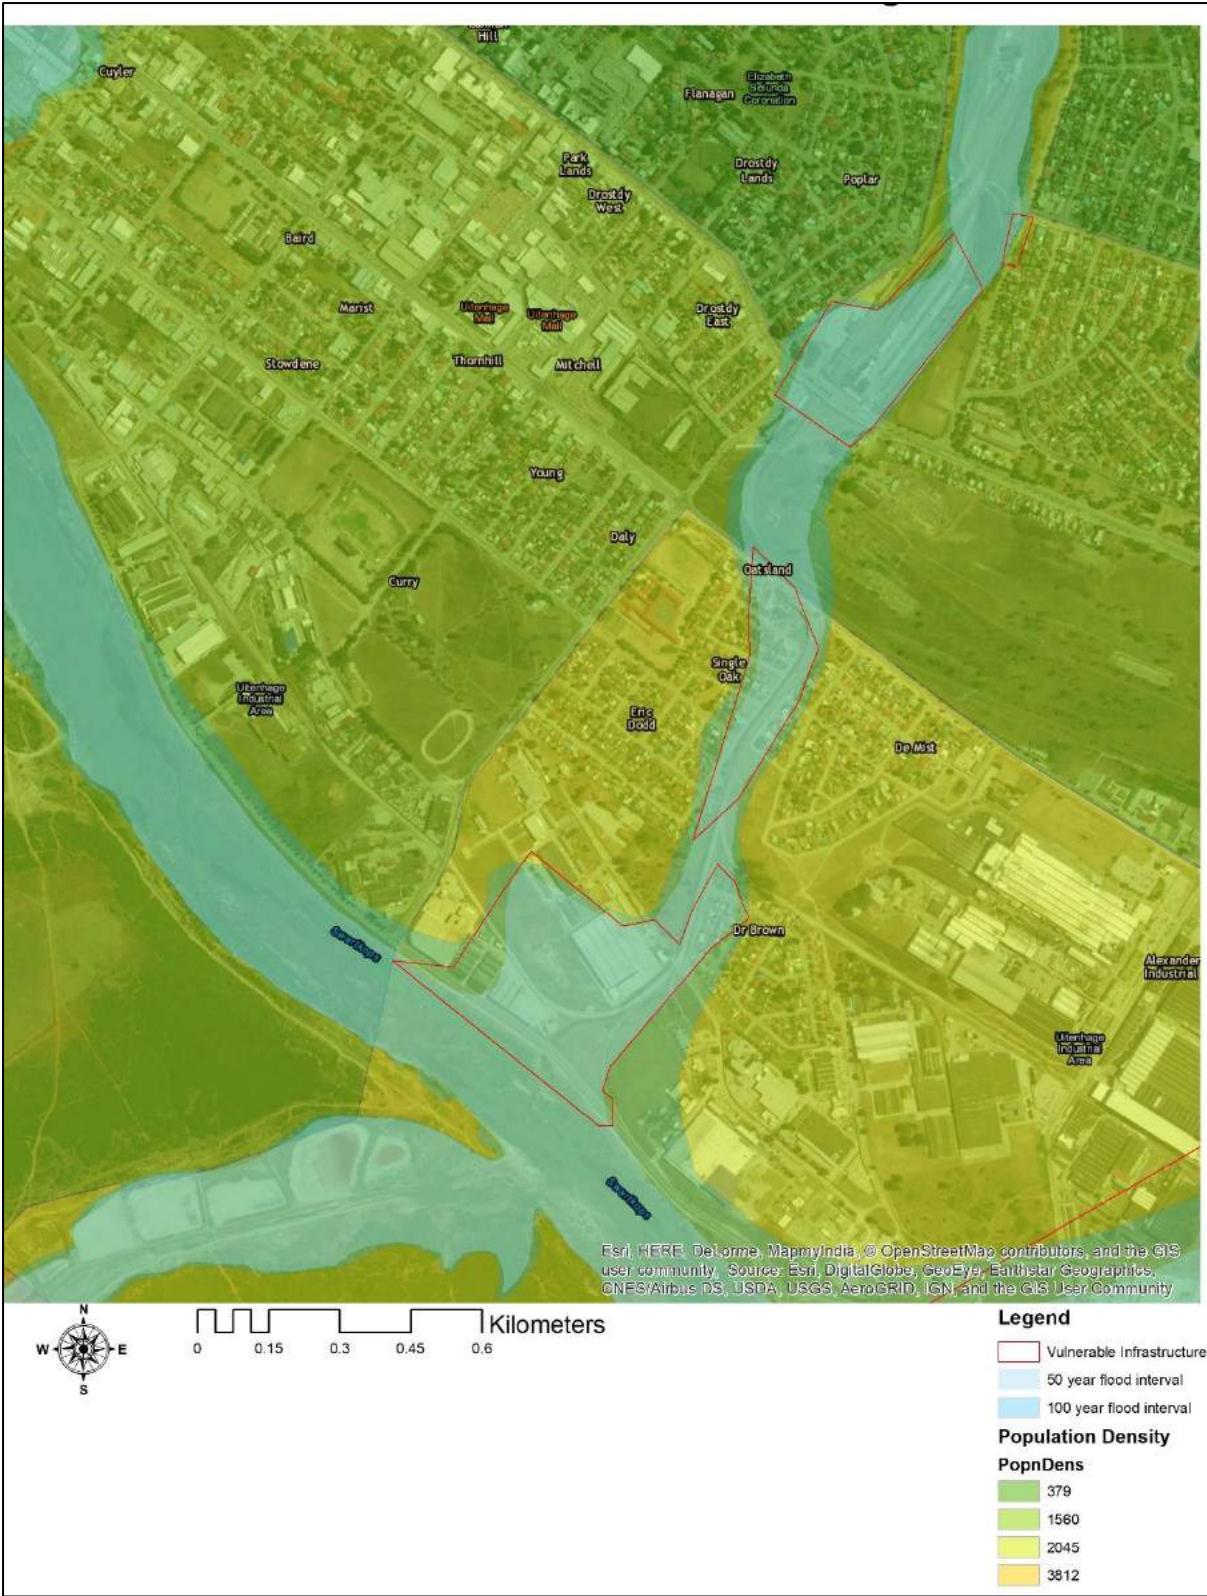 Hill
Cuyler
Flanagan
Elizabeth
Coronation
Park
Lands
Drostdy
Lands
Poplar
Drostdy
West
Baird
Marist
Uitenhage
Mall
Uitenhage
Mall
Drostdy
East
Stowdene
Thornhill
Mitchell
Young
Daly
Oatsland
Curry
Single
Oak
Uitenhage
Industrial
Area
Eric
Dodd
De Mist
Swartkops
Dr Brown
Alexander
Industrial
Uitenhage
Industrial
Area
Swartkops
Esri, HERE, DeLorme, MapmyIndia, © OpenStreetMap contributors, and the GIS
user community, Source: Esri, DigitalGlobe, GeoEye, Earthstar Geographics,
CNES/Airbus DS, USDA, USGS, AeroGRID, IGN, and the GIS User Community
N
W E
S
Kilometers
0 0.15 0.3 0.45 0.6
Legend
Vulnerable Infrastructure
50 year flood interval
100 year flood interval
Population Density
PopnDens
379
1560
2045
3812